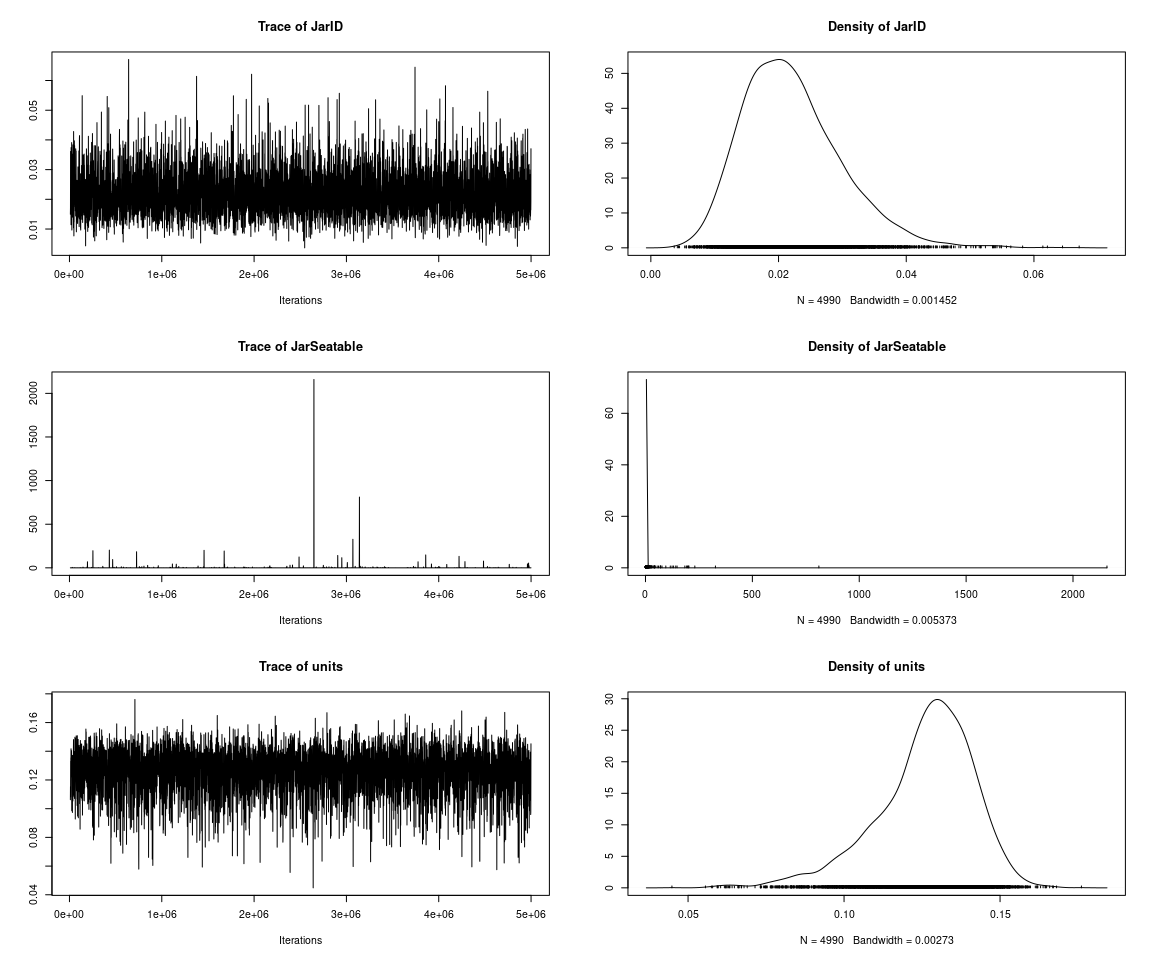 Trace of JarID
0.05
0.03
0.01
0e+00 1e+06 2e+06 3e+06 4e+06 5e+06
Iterations
Density of JarID
50
40
30
20
10
0
0.00 0.02 0.04 0.06
N = 4990 Bandwidth = 0.001452
Trace of JarSeatable
2000
1500
1000
500
0
0e+00 1e+06 2e+06 3e+06 4e+06 5e+06
Iterations
Density of JarSeatable
60
40
20
0
0 500 1000 1500 2000
N = 4990 Bandwidth = 0.005373
Trace of units
0.16
0.12
0.08
0.04
0e+00 1e+06 2e+06 3e+06 4e+06 5e+06
Iterations
Density of units
30
25
20
15
10
5
0
0.05 0.10 0.15
N = 4990 Bandwidth = 0.00273